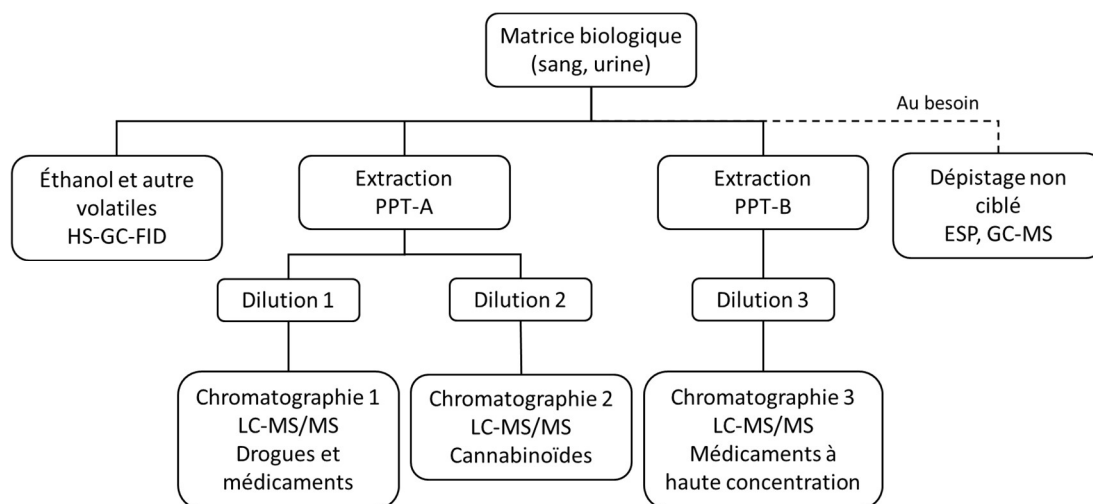 Matrice biologique
(sang, urine)
Au besoin
Éthanol et autre
volatiles
HS-GC-FID
Extraction
PPT-A
Extraction
PPT-B
Dépistage non
ciblé
ESP, GC-MS
Dilution 1
Dilution 2
Dilution 3
Chromatographie 1
LC-MS/MS
Drogues et
médicaments
Chromatographie 2
LC-MS/MS
Cannabinoïdes
Chromatographie 3
LC-MS/MS
Médicaments à
haute concentration